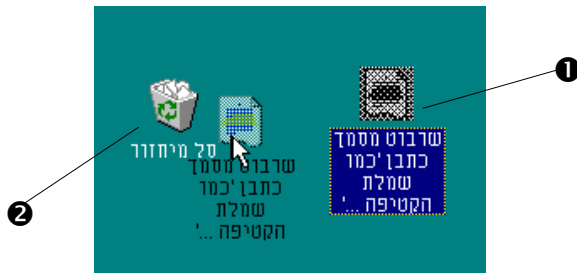 ❶
שרבוט מסמך
כתבן 'כמו
שמלת
הקטיפה ...'
סל מיחזור
שרבוט מסמך
כתבן 'כמו
שמלת
הקטיפה ...'
❷